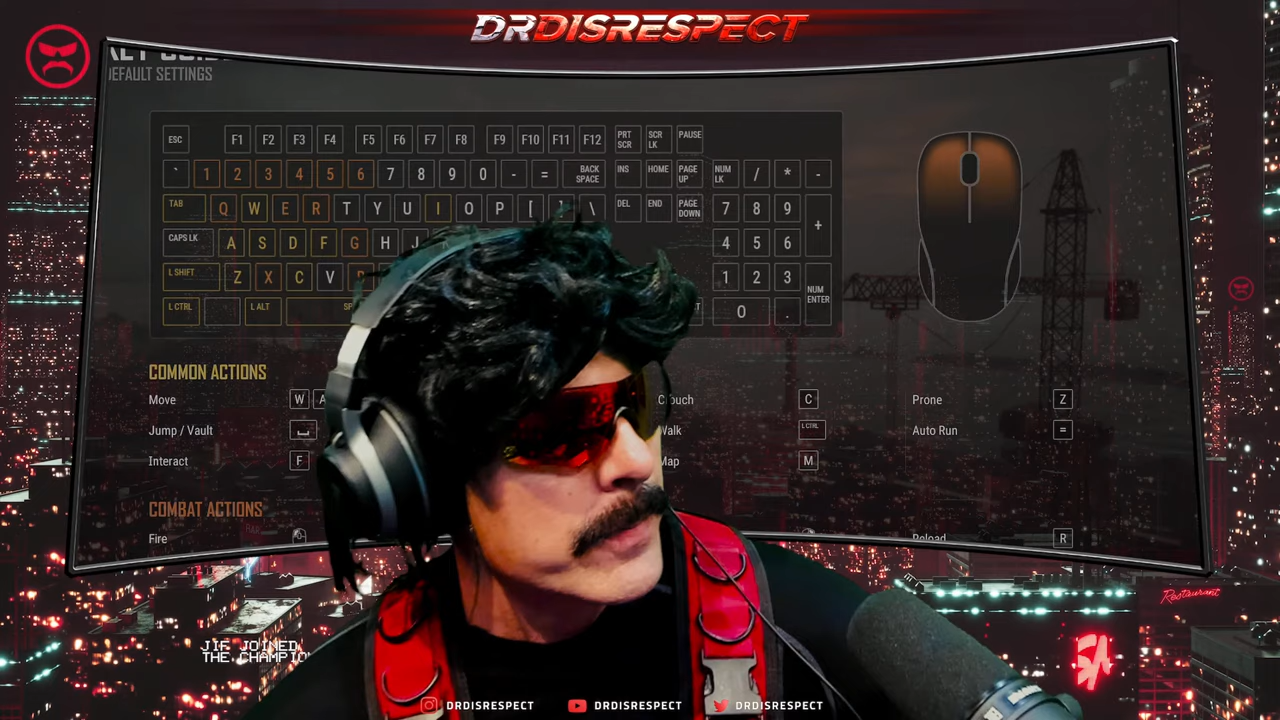 DRDISRESPECT
DEFAULT SETTINGS
ESC F1 F2 F3 F4 F5 F6 F7 F8 F9 F10 F11 F12 PRT SCR SCR LK PAUSE
` 1 2 3 4 5 6 7 8 9 0 - = BACK SPACE INS HOME PAGE UP NUM LK / * -
TAB Q W E R T Y U I O P [ ] \ DEL END PAGE DOWN 7 8 9 +
CAPS LK A S D F G H J 4 5 6
L SHIFT Z X C V B 1 2 3 NUM ENTER
L CTRL L ALT 0 .
COMMON ACTIONS
Move W A Crouch C Prone Z
Jump / Vault Walk L CTRL Auto Run =
Interact F Map M
COMBAT ACTIONS
Fire Reload R
Restaurant
JIF JOINED
THE CHAMPIO
DRDISRESPECT DRDISRESPECT DRDISRESPECT